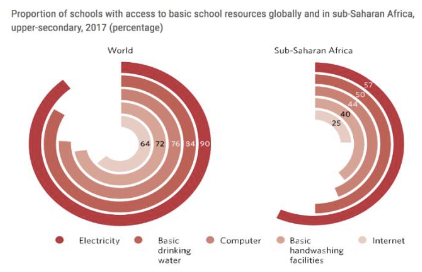 Proportion of schools with access to basic school resources globally and in sub-Saharan Africa,
upper-secondary, 2017 (percentage)
World
Sub-Saharan Africa
64 72 76 84 90
57
50
44
40
25
Electricity
Basic drinking water
Computer
Basic handwashing facilities
Internet